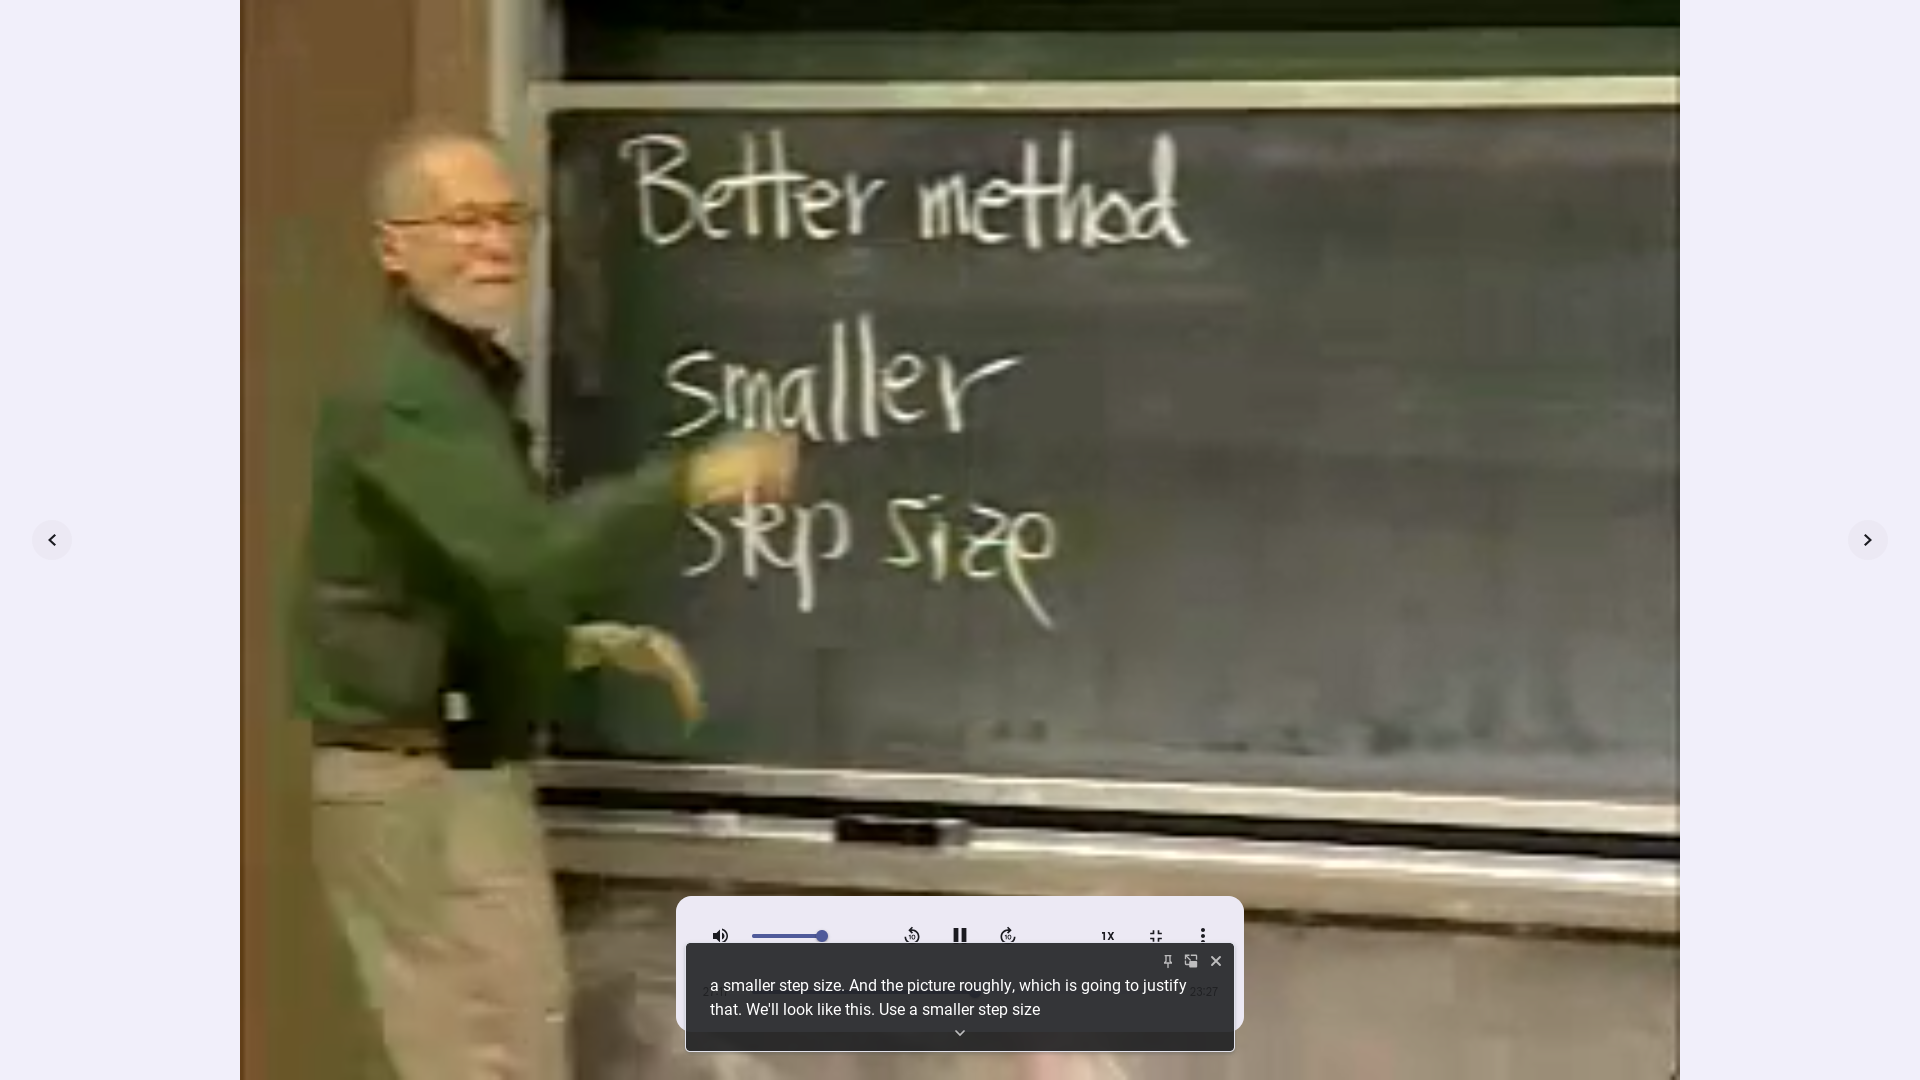 Better method
smaller
step size
1X
a smaller step size. And the picture roughly, which is going to justify
that. We'll look like this. Use a smaller step size